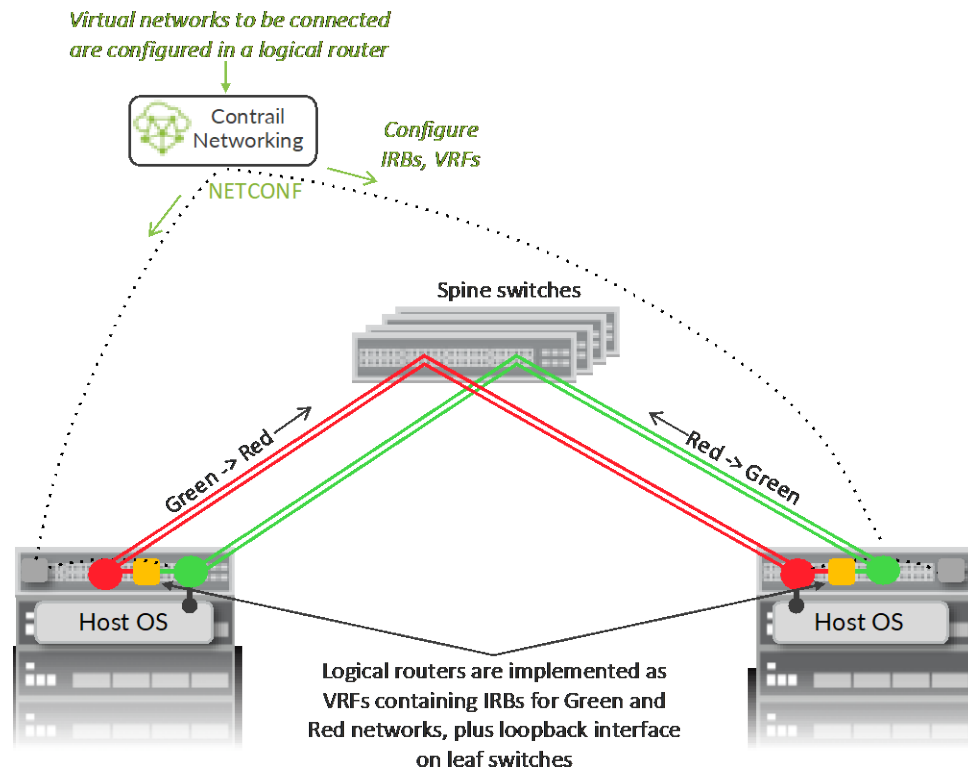 Virtual networks to be connected
are configured in a logical router
Contrail
Networking
Configure
IRBs, VRFs
NETCONF
Spine switches
Green -> Red
Red -> Green
Host OS
Host OS
Logical routers are implemented as
VRFs containing IRBs for Green and
Red networks, plus loopback interface
on leaf switches